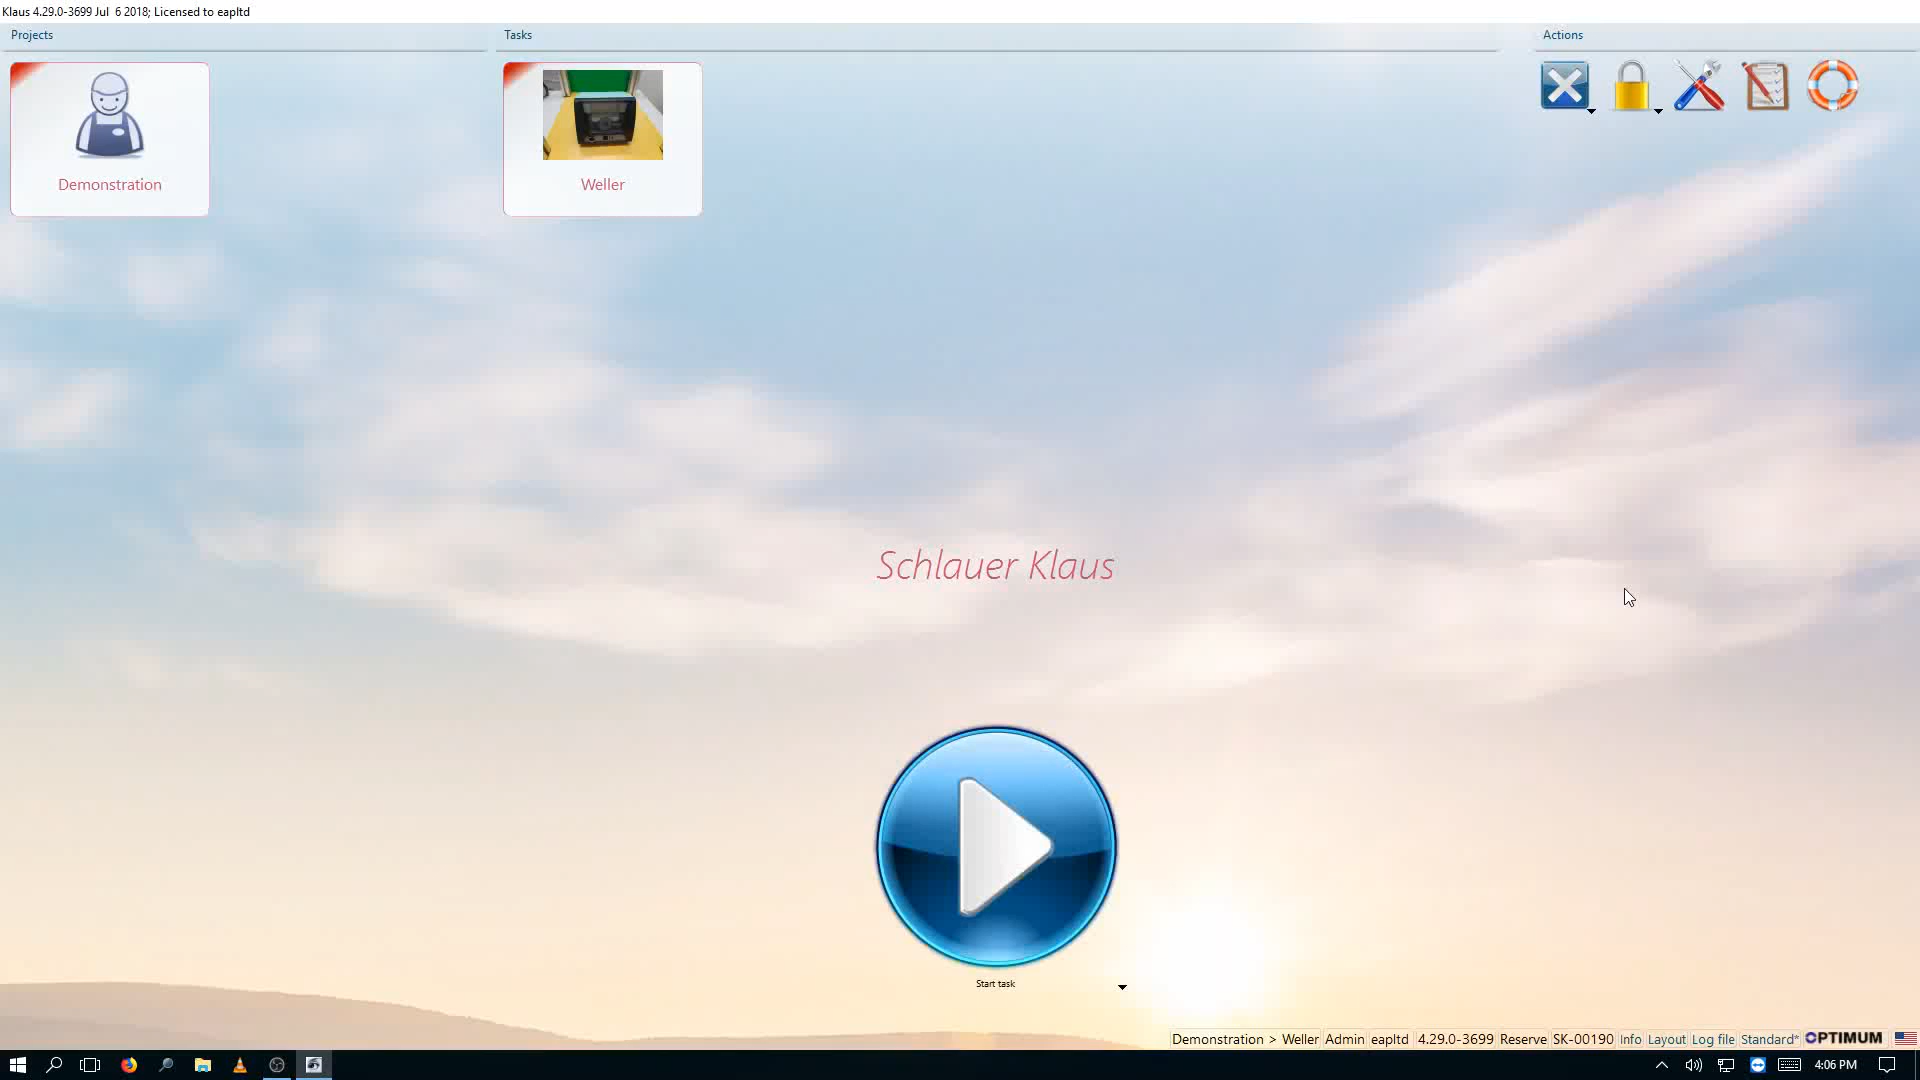 Klaus 4.29.0-3699 Jul 6 2018; Licensed to eapltd
Projects
Tasks
Actions
Demonstration
Weller
Schlauer Klaus
Start task
Demonstration > Weller Admin eapltd 4.29.0-3699 Reserve SK-00190 Info Layout Log file Standard* OPTIMUM
4:06 PM